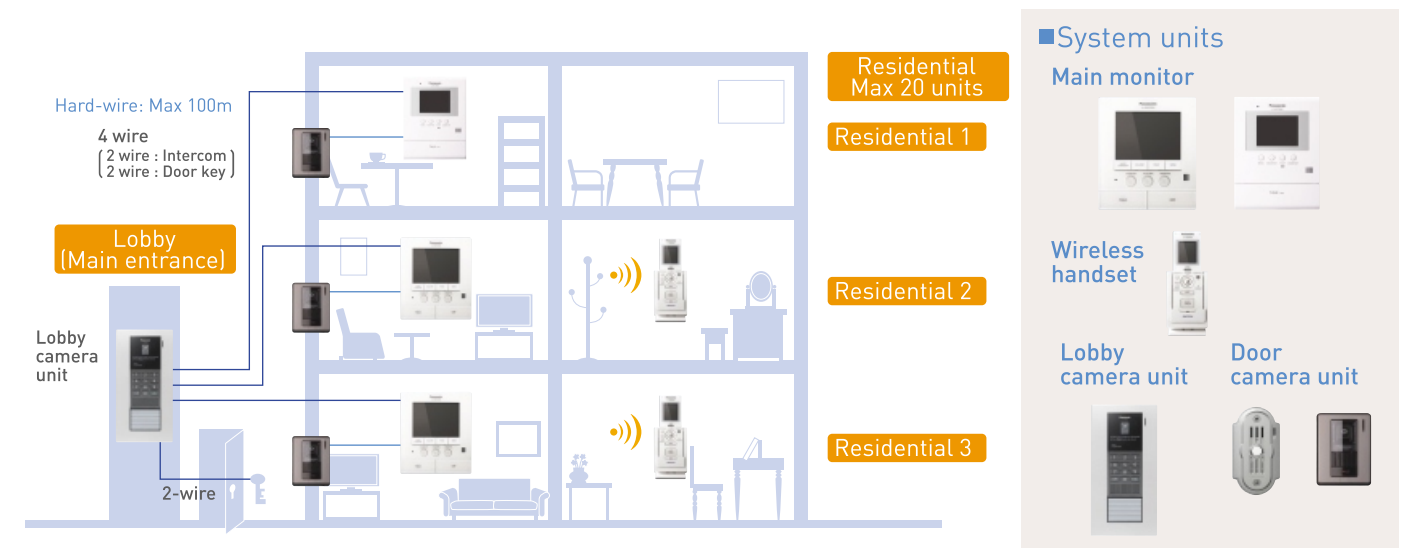 Hard-wire: Max 100m
4 wire
2 wire : Intercom
2 wire : Door key
Lobby
(Main entrance)
Lobby
camera
unit
2-wire
Residential
Max 20 units
Residential 1
Residential 2
Residential 3
System units
Main monitor
Wireless
handset
Lobby
camera unit
Door
camera unit